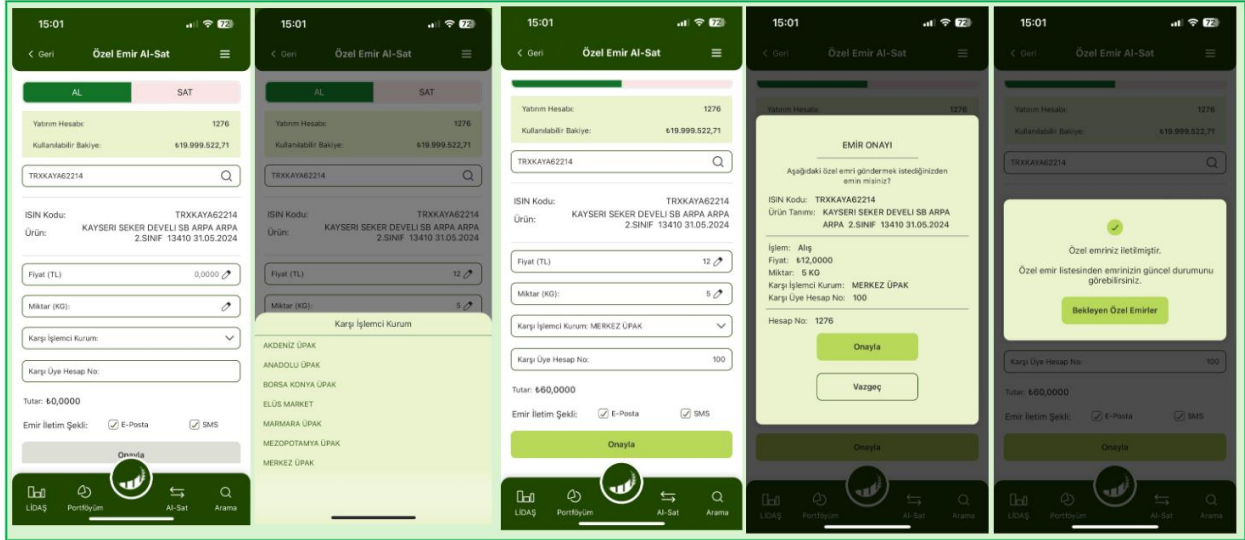 15:01
72
< Geri
Özel Emir Al-Sat
AL
SAT
Yatırım Hesabı:
1276
Kullanılabilir Bakiye:
₺19.999.522,71
TRXKAYA62214
ISIN Kodu:
TRXKAYA62214
Ürün:
KAYSERI SEKER DEVELI SB ARPA ARPA
2.SINIF 13410 31.05.2024
Fiyat (TL)
0,0000
Miktar (KG):
Karşı İşlemci Kurum:
Karşı Üye Hesap No:
Tutar: ₺0,0000
Emir İletim Şekli:
E-Posta
SMS
Onayla
LİDAŞ
Portföyüm
Al-Sat
Arama
15:01
72
< Geri
Özel Emir Al-Sat
AL
SAT
Yatırım Hesabı:
1276
Kullanılabilir Bakiye:
₺19.999.522,71
TRXKAYA62214
ISIN Kodu:
TRXKAYA62214
Ürün:
KAYSERI SEKER DEVELI SB ARPA ARPA
2.SINIF 13410 31.05.2024
Fiyat (TL)
12
Miktar (KG):
5
Karşı İşlemci Kurum
AKDENİZ ÜPAK
ANADOLU ÜPAK
BORSA KONYA ÜPAK
ELÜS MARKET
MARMARA ÜPAK
MEZOPOTAMYA ÜPAK
MERKEZ ÜPAK
15:01
72
< Geri
Özel Emir Al-Sat
Yatırım Hesabı:
1276
Kullanılabilir Bakiye:
₺19.999.522,71
TRXKAYA62214
ISIN Kodu:
TRXKAYA62214
Ürün:
KAYSERI SEKER DEVELI SB ARPA ARPA
2.SINIF 13410 31.05.2024
Fiyat (TL)
12
Miktar (KG):
5
Karşı İşlemci Kurum: MERKEZ ÜPAK
Karşı Üye Hesap No:
100
Tutar: ₺60,0000
Emir İletim Şekli:
E-Posta
SMS
Onayla
LİDAŞ
Portföyüm
Al-Sat
Arama
15:01
72
< Geri
Özel Emir Al-Sat
Yatırım Hesabı:
1276
EMİR ONAYI
Aşağıdaki özel emri göndermek istediğinizden
emin misiniz?
ISIN Kodu: TRXKAYA62214
Ürün Tanımı: KAYSERI SEKER DEVELI SB ARPA
ARPA 2.SINIF 13410 31.05.2024
İşlem: Alış
Fiyat: ₺12,0000
Miktar: 5 KG
Karşı İşlemci Kurum: MERKEZ ÜPAK
Karşı Üye Hesap No: 100
Hesap No: 1276
Onayla
Vazgeç
Onayla
LİDAŞ
Portföyüm
Al-Sat
Arama
15:01
72
< Geri
Özel Emir Al-Sat
Yatırım Hesabı:
1276
Kullanılabilir Bakiye:
₺19.999.522,71
TRXKAYA62214
Özel emriniz iletilmiştir.
Özel emir listesinden emrinizin güncel durumunu
görebilirsiniz.
Bekleyen Özel Emirler
Karşı Üye Hesap No:
100
Tutar: ₺60,0000
Emir İletim Şekli:
E-Posta
SMS
Onayla
LİDAŞ
Portföyüm
Al-Sat
Arama